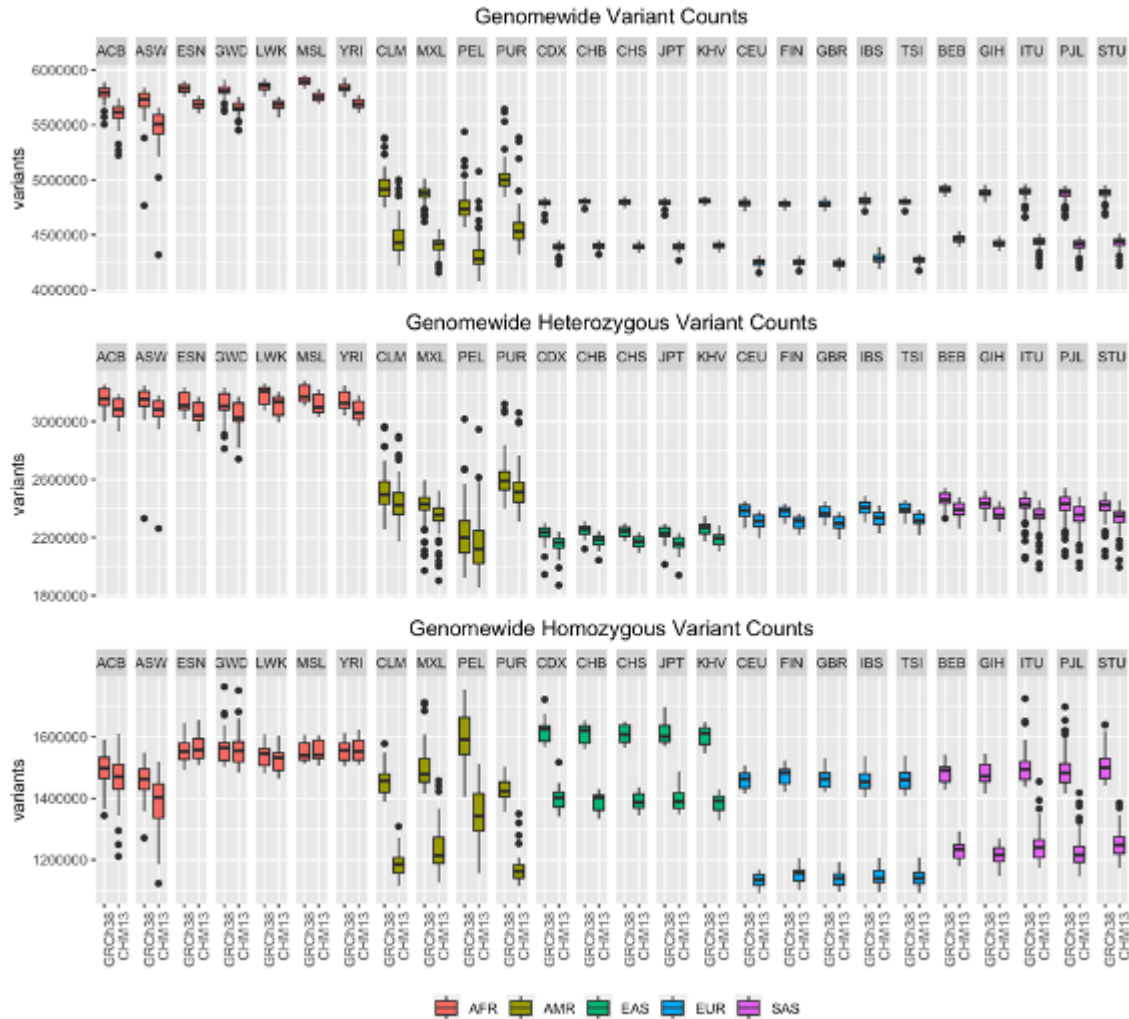 Genomewide Variant Counts
ACB ASW ESN GWD LWK MSL YRI CLM MXL PEL PUR CDX CHB CHS JPT KHV CEU FIN GBR IBS TSI BEB GIH ITU PJL STU
6000000
5500000
5000000
4500000
4000000
variants
Genomewide Heterozygous Variant Counts
ACB ASW ESN GWD LWK MSL YRI CLM MXL PEL PUR CDX CHB CHS JPT KHV CEU FIN GBR IBS TSI BEB GIH ITU PJL STU
3000000
2600000
2200000
1800000
variants
Genomewide Homozygous Variant Counts
ACB ASW ESN GWD LWK MSL YRI CLM MXL PEL PUR CDX CHB CHS JPT KHV CEU FIN GBR IBS TSI BEB GIH ITU PJL STU
1600000
1400000
1200000
variants
GRCh38 CHM13 GRCh38 CHM13 GRCh38 CHM13 GRCh38 CHM13 GRCh38 CHM13 GRCh38 CHM13 GRCh38 CHM13 GRCh38 CHM13 GRCh38 CHM13 GRCh38 CHM13 GRCh38 CHM13 GRCh38 CHM13 GRCh38 CHM13 GRCh38 CHM13 GRCh38 CHM13 GRCh38 CHM13 GRCh38 CHM13 GRCh38 CHM13 GRCh38 CHM13 GRCh38 CHM13 GRCh38 CHM13 GRCh38 CHM13 GRCh38 CHM13 GRCh38 CHM13 GRCh38 CHM13 GRCh38 CHM13
AFR AMR EAS EUR SAS